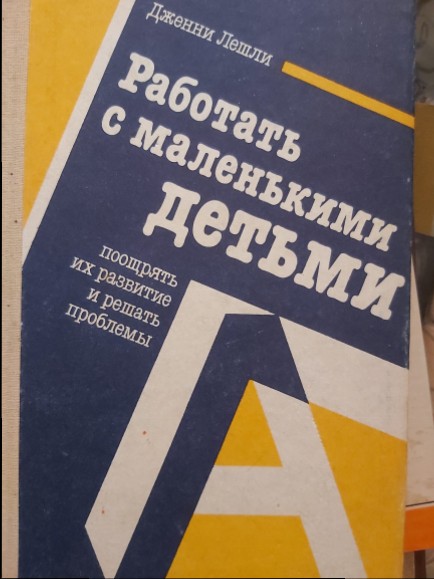 Дженни Лешли
Работать
с маленькими
детьми
поощрять
их развитие
и решать
проблемы